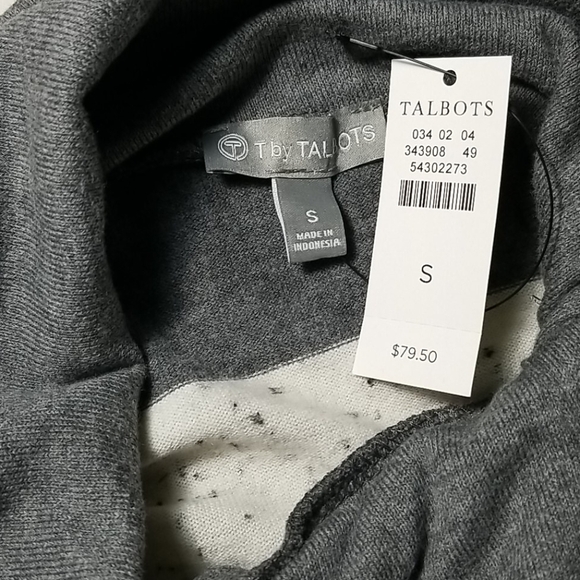 T by TALBOTS
S
MADE IN
INDONESIA
TALBOTS
034 02 04
343908 49
54302273
S
$79.50